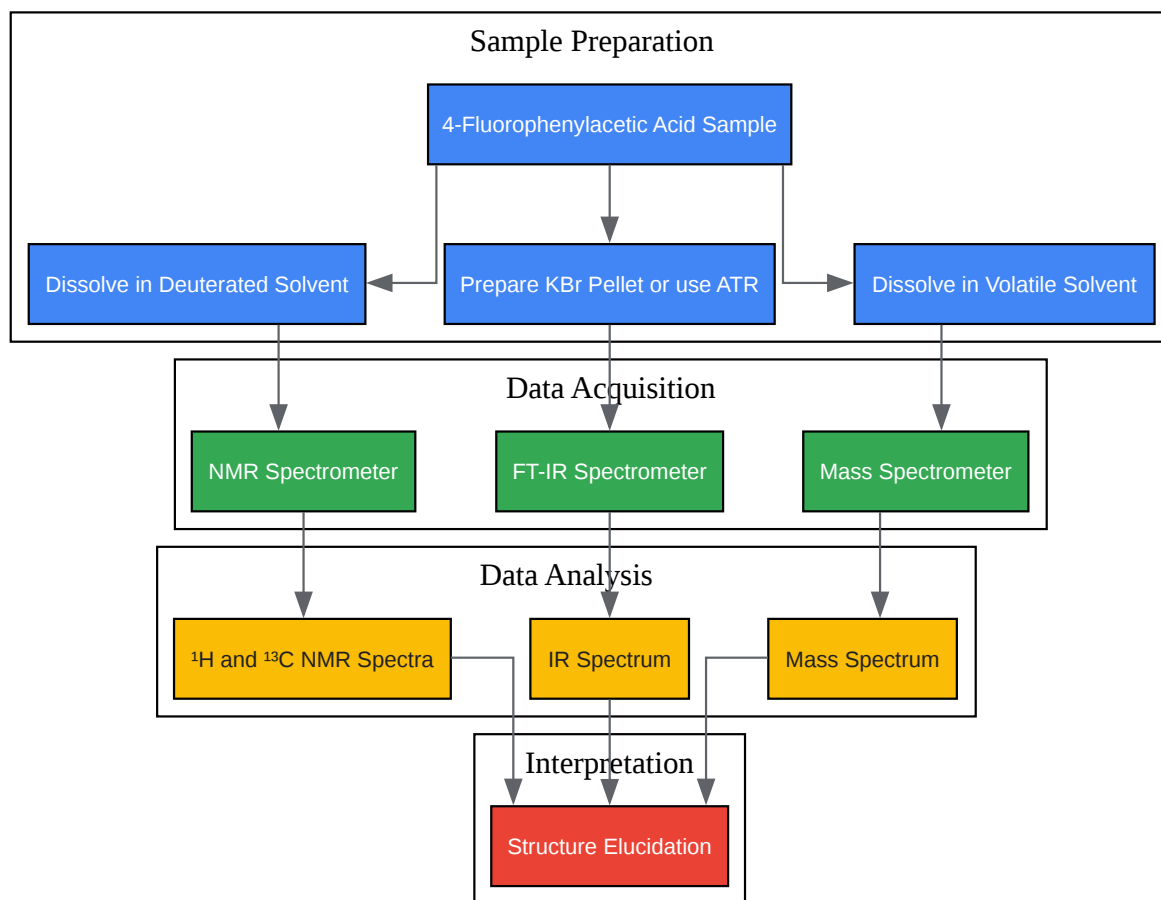 Sample Preparation
4-Fluorophenylacetic Acid Sample
Dissolve in Deuterated Solvent
Prepare KBr Pellet or use ATR
Dissolve in Volatile Solvent
Data Acquisition
NMR Spectrometer
FT-IR Spectrometer
Mass Spectrometer
Data Analysis
¹H and ¹³C NMR Spectra
IR Spectrum
Mass Spectrum
Interpretation
Structure Elucidation